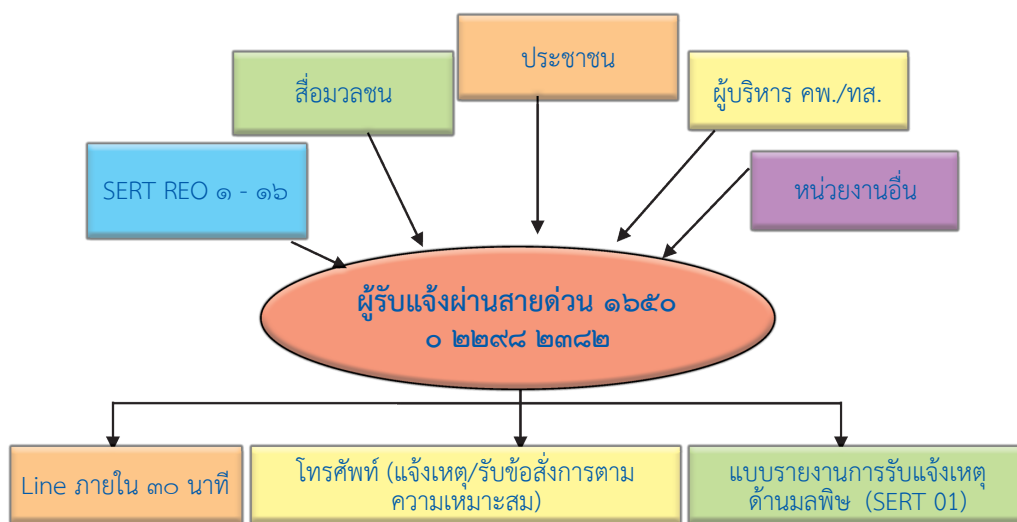 ประชาชน
สื่อมวลชน
ผู้บริหาร คพ./ทส.
SERT REO ๑ - ๑๖
หน่วยงานอื่น
ผู้รับแจ้งผ่านสายด่วน ๑๖๕๐
๐ ๒๒๙๘ ๒๓๘๒
Line ภายใน ๓๐ นาที
โทรศัพท์ (แจ้งเหตุ/รับข้อสั่งการตาม
ความเหมาะสม)
แบบรายงานการรับแจ้งเหตุ
ด้านมลพิษ (SERT 01)